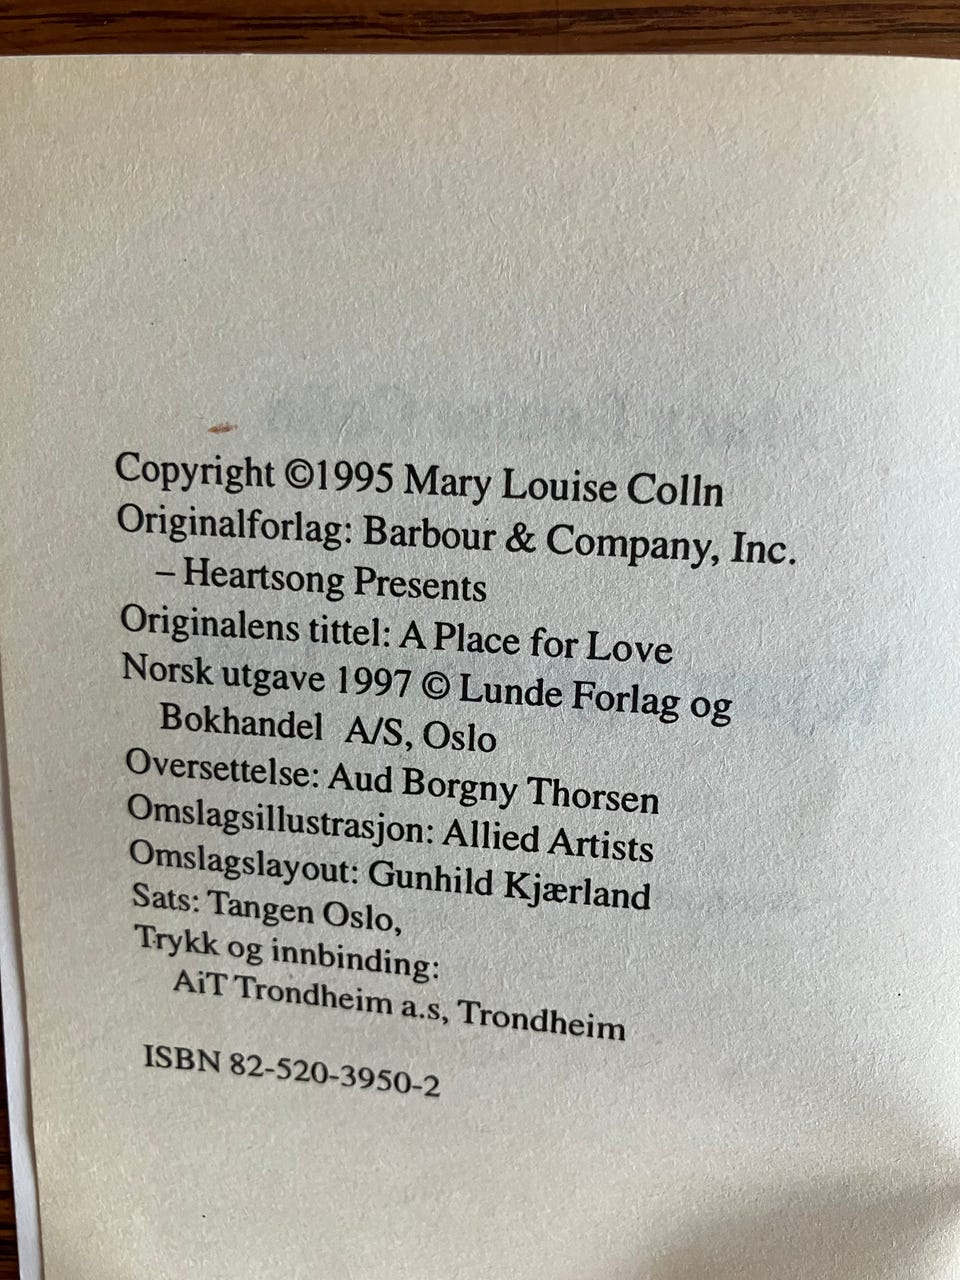 Copyright ©1995 Mary Louise Colln
Originalforlag: Barbour & Company, Inc.
– Heartsong Presents
Originalens tittel: A Place for Love
Norsk utgave 1997 © Lunde Forlag og
Bokhandel A/S, Oslo
Oversettelse: Aud Borgny Thorsen
Omslagsillustrasjon: Allied Artists
Omslagslayout: Gunhild Kjærland
Sats: Tangen Oslo,
Trykk og innbinding:
AiT Trondheim a.s, Trondheim
ISBN 82-520-3950-2